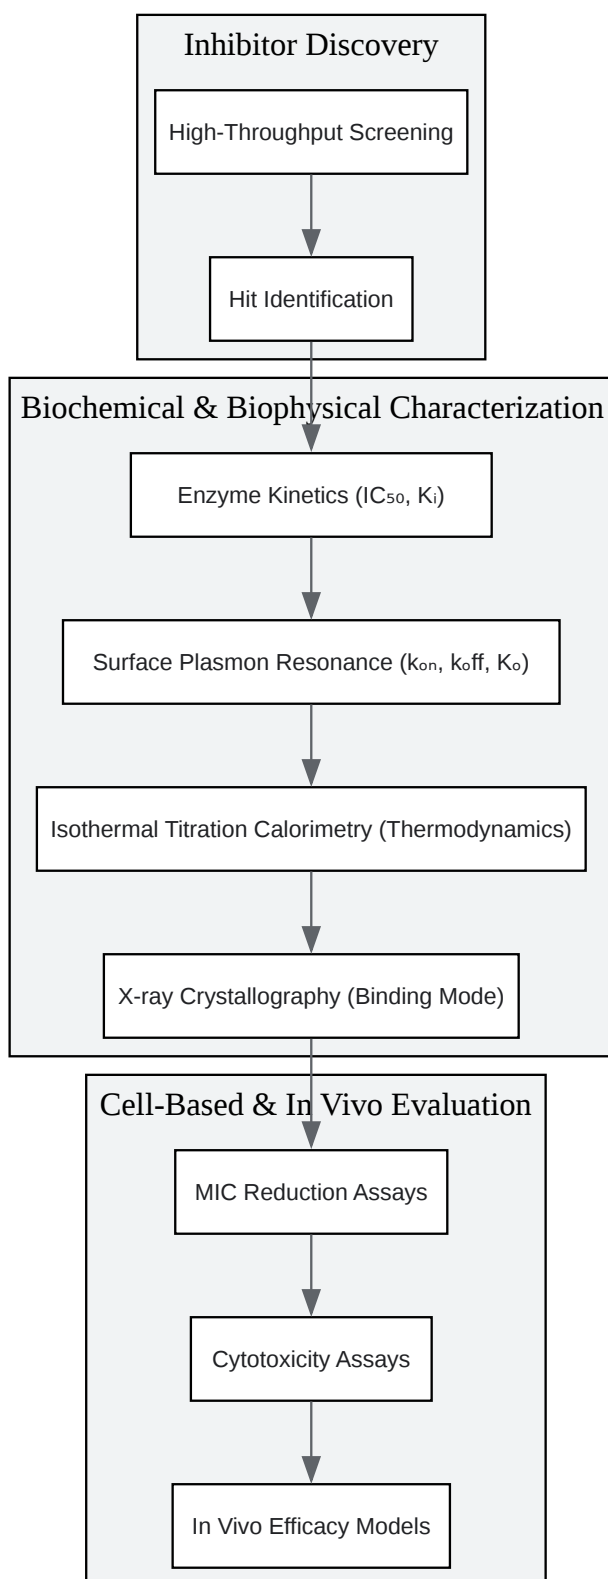 Inhibitor Discovery
High-Throughput Screening
Hit Identification
Biochemical & Biophysical Characterization
Enzyme Kinetics (IC₅₀, Kᵢ)
Surface Plasmon Resonance (kₒₙ, kₒff, Kₒ)
Isothermal Titration Calorimetry (Thermodynamics)
X-ray Crystallography (Binding Mode)
Cell-Based & In Vivo Evaluation
MIC Reduction Assays
Cytotoxicity Assays
In Vivo Efficacy Models